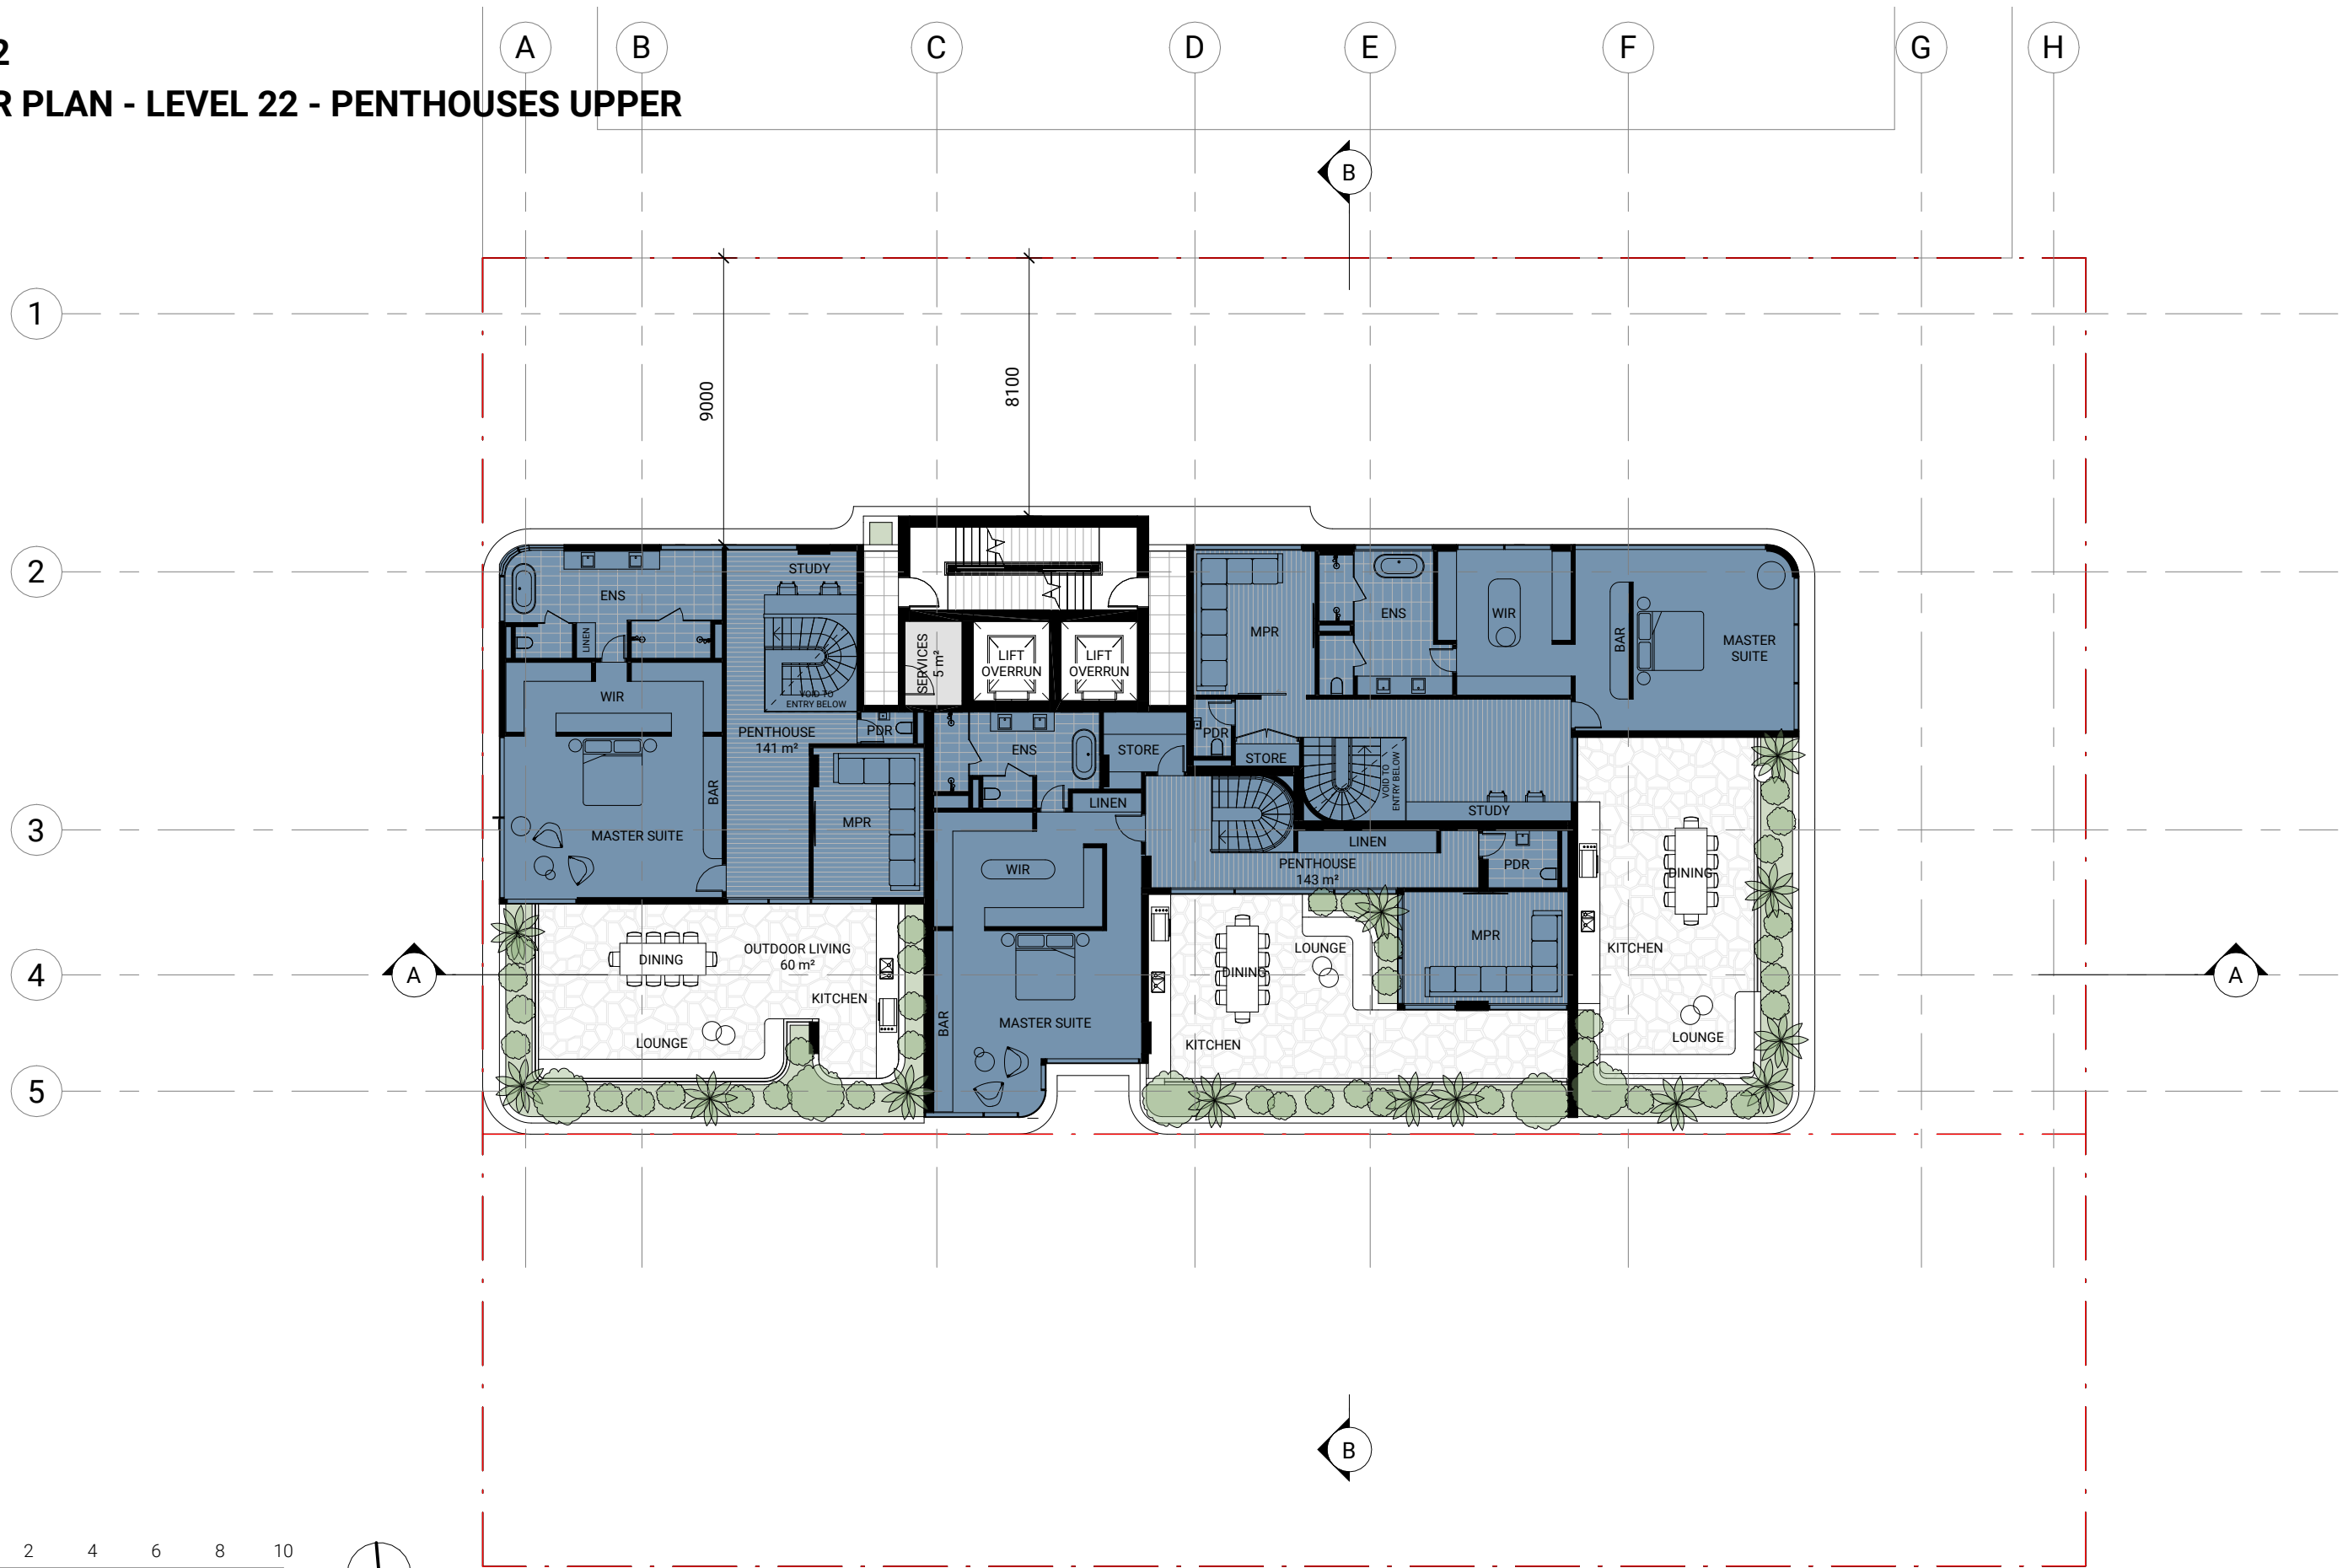 A B C D E F G H
2
R PLAN - LEVEL 22 - PENTHOUSES UPPER
B
1
9000
8100
2
STUDY
ENS
LINEN
WIR
VOID TO
ENTRY BELOW
PENTHOUSE
141 m²
PDR
BAR
MPR
MASTER SUITE
SERVICES
5 m²
LIFT
OVERRUN
LIFT
OVERRUN
ENS
STORE
LINEN
WIR
BAR
MASTER SUITE
MPR
ENS
WIR
BAR
MASTER
SUITE
PDR
STORE
VOID TO
ENTRY BELOW
STUDY
3
LINEN
PENTHOUSE
143 m²
PDR
MPR
DINING
OUTDOOR LIVING
60 m²
KITCHEN
LOUNGE
DINING
LOUNGE
KITCHEN
DINING
KITCHEN
LOUNGE
4
A
A
5
B
2 4 6 8 10